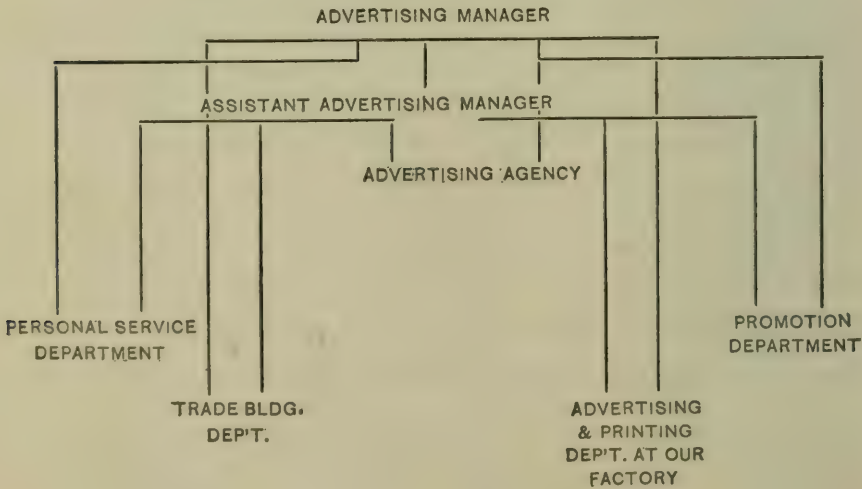 ADVERTISING MANAGER
ASSISTANT ADVERTISING MANAGER
ADVERTISING AGENCY
PERSONAL SERVICE
DEPARTMENT
PROMOTION
DEPARTMENT
TRADE BLDG.
DEP'T.
ADVERTISING
& PRINTING
DEP'T. AT OUR
FACTORY